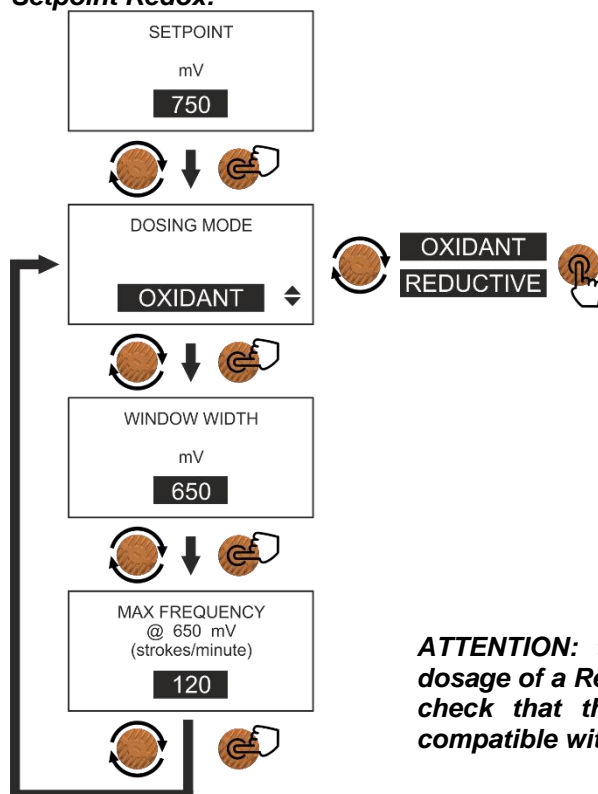 Setpoint Redox:
SETPOINT
mV
750
DOSING MODE
OXIDANT
OXIDANT
REDUCTIVE
WINDOW WIDTH
mV
650
MAX FREQUENCY
@ 650 mV
(strokes/minute)
120
ATTENTION:
dosage of a
check that
compatible